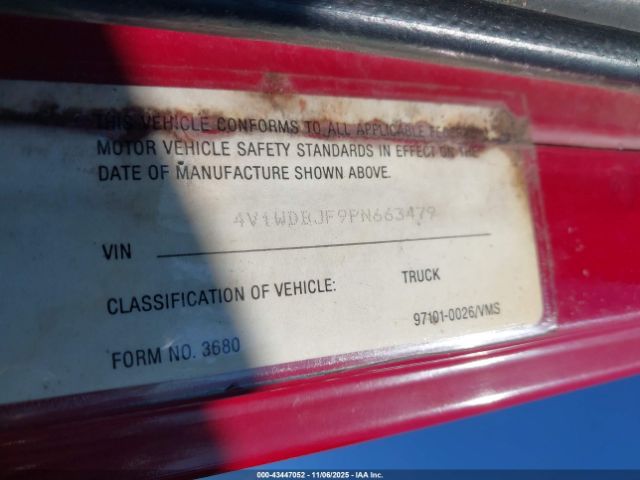 THIS VEHICLE CONFORMS TO ALL APPLICABLE FEDERAL
MOTOR VEHICLE SAFETY STANDARDS IN EFFECT ON THE
DATE OF MANUFACTURE SHOWN ABOVE.
4V1WDBJF9PN663479
VIN
CLASSIFICATION OF VEHICLE: TRUCK
97101-0026/VMS
FORM NO. 3680
000-43447052 | 11/06/2025 - IAA Inc.